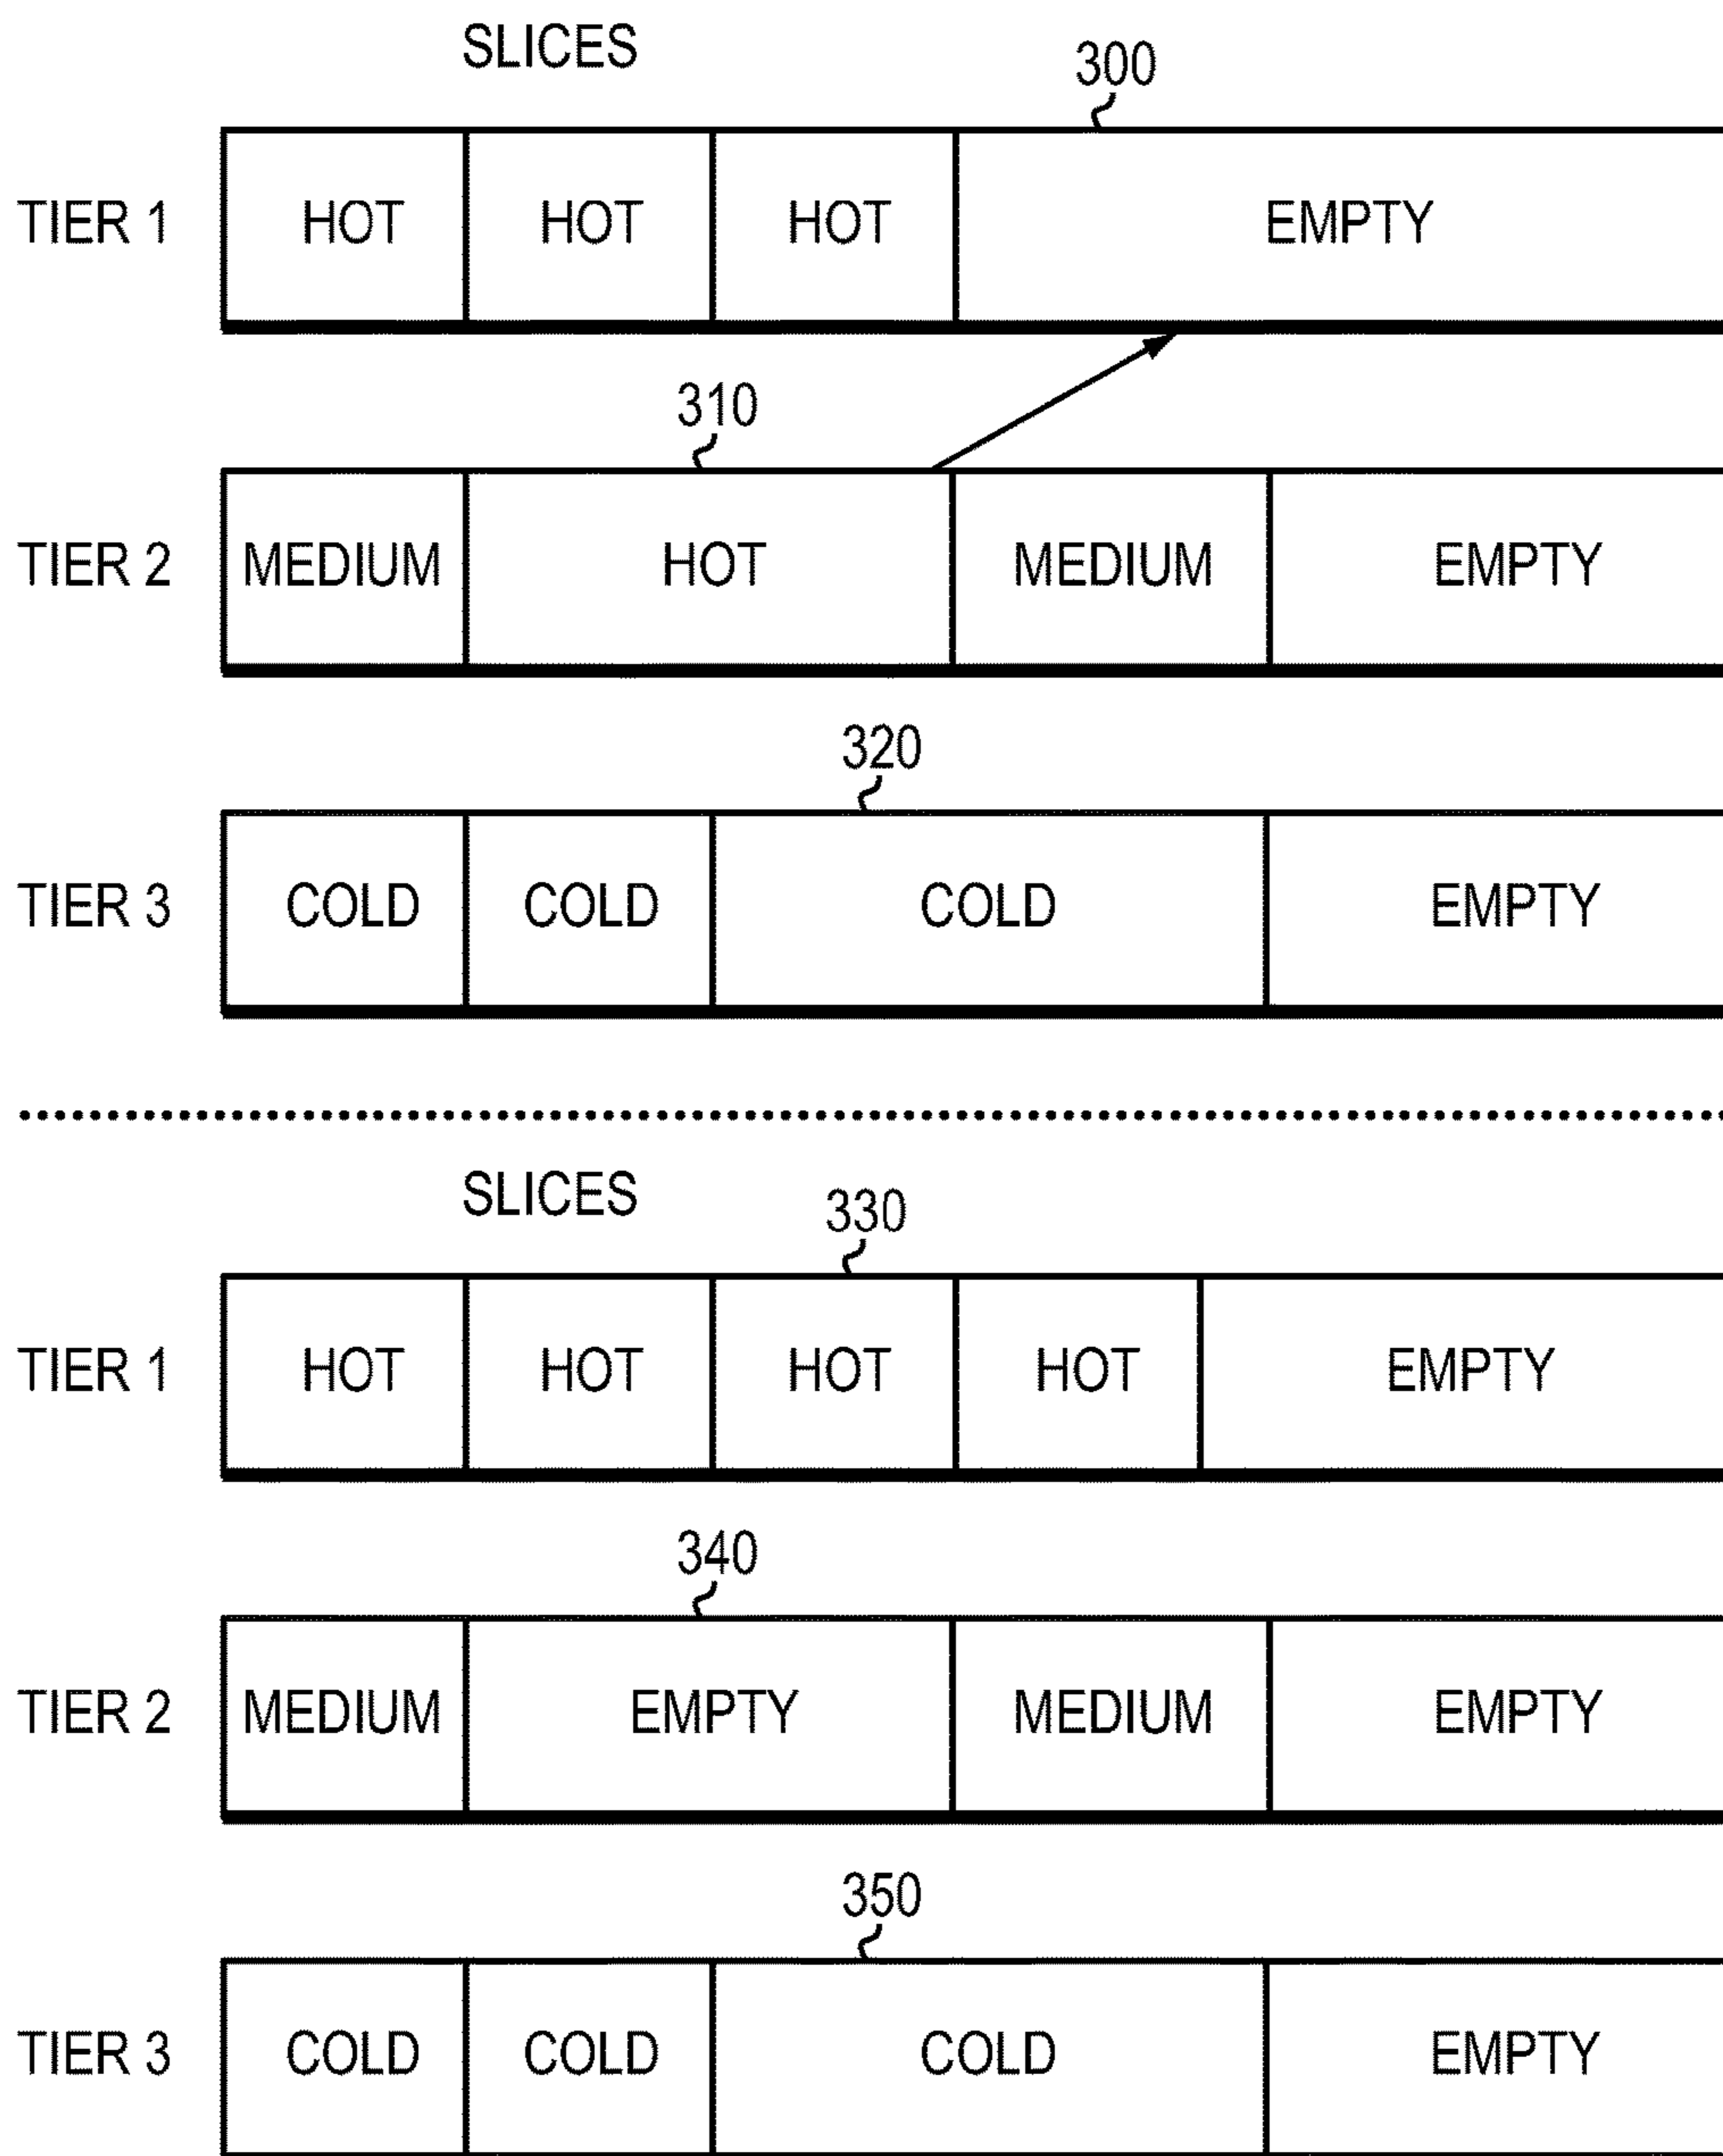 SLICES
300
TIER 1 HOT HOT HOT EMPTY
310
TIER 2 MEDIUM HOT MEDIUM EMPTY
320
TIER 3 COLD COLD COLD EMPTY
SLICES
330
TIER 1 HOT HOT HOT HOT EMPTY
340
TIER 2 MEDIUM EMPTY MEDIUM EMPTY
350
TIER 3 COLD COLD COLD EMPTY